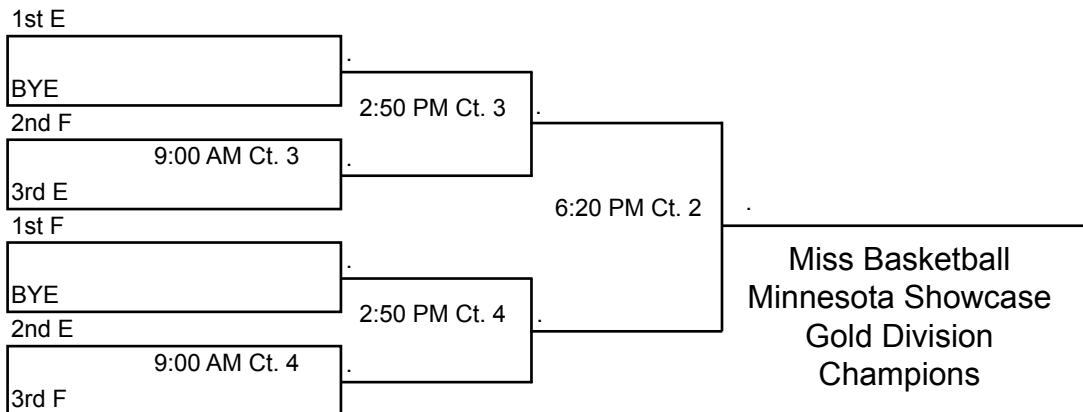 1st E
.
BYE
2:50 PM Ct. 3
.
2nd F
9:00 AM Ct. 3
.
3rd E
6:20 PM Ct. 2
.
1st F
.
BYE
2:50 PM Ct. 4
.
2nd E
9:00 AM Ct. 4
.
3rd F
Miss Basketball
Minnesota Showcase
Gold Division
Champions